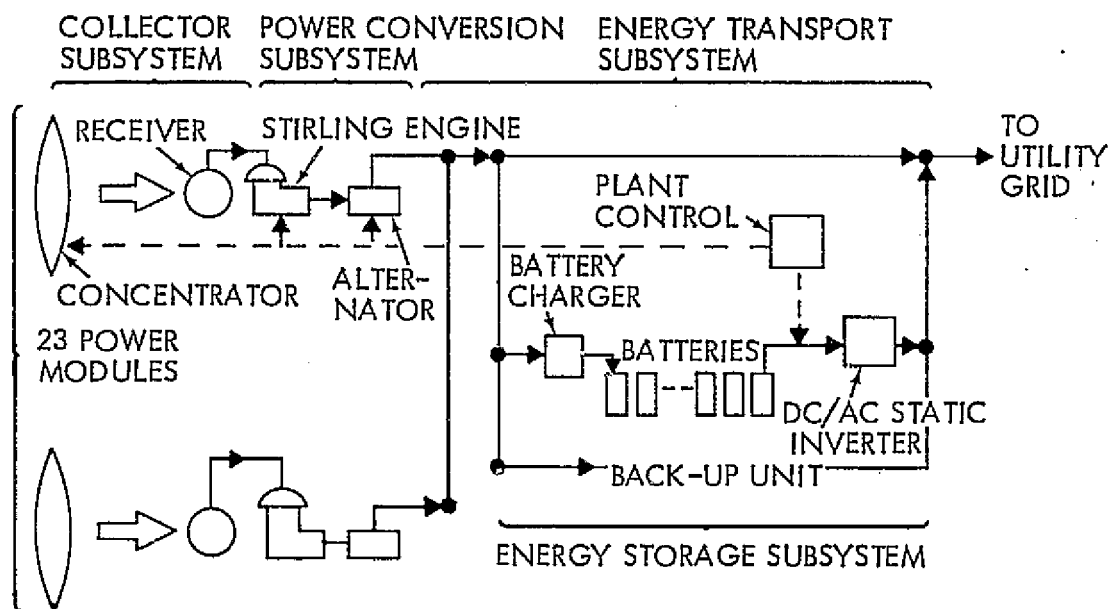 COLLECTOR
SUBSYSTEM
POWER CONVERSION
SUBSYSTEM
ENERGY TRANSPORT
SUBSYSTEM
RECEIVER
STIRLING ENGINE
TO
UTILITY
GRID
PLANT
CONTROL
CONCENTRATOR
ALTER-
NATOR
BATTERY
CHARGER
23 POWER
MODULES
BATTERIES
DC/AC STATIC
INVERTER
BACK-UP UNIT
ENERGY STORAGE SUBSYSTEM